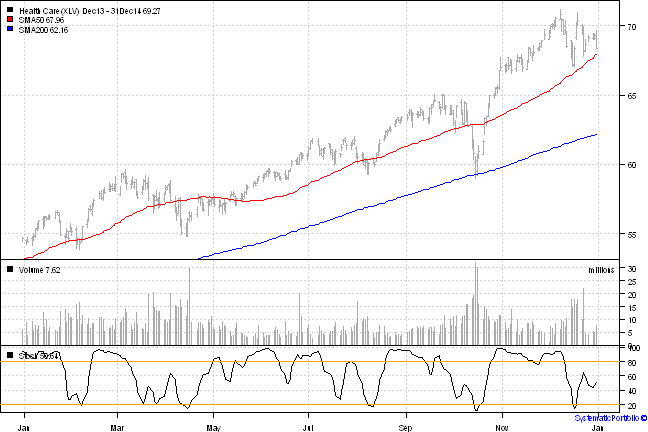 Health Care (XLV) Dec13 - 31Dec14 69.27
SMA50 67.96
SMA200 62.16
70
65
60
55
Volume 7.62
millions
30
25
20
15
10
5
0
100
80
60
40
20
Jan Mar May Jul Sep Nov Jan
SystematicPortfolio ©